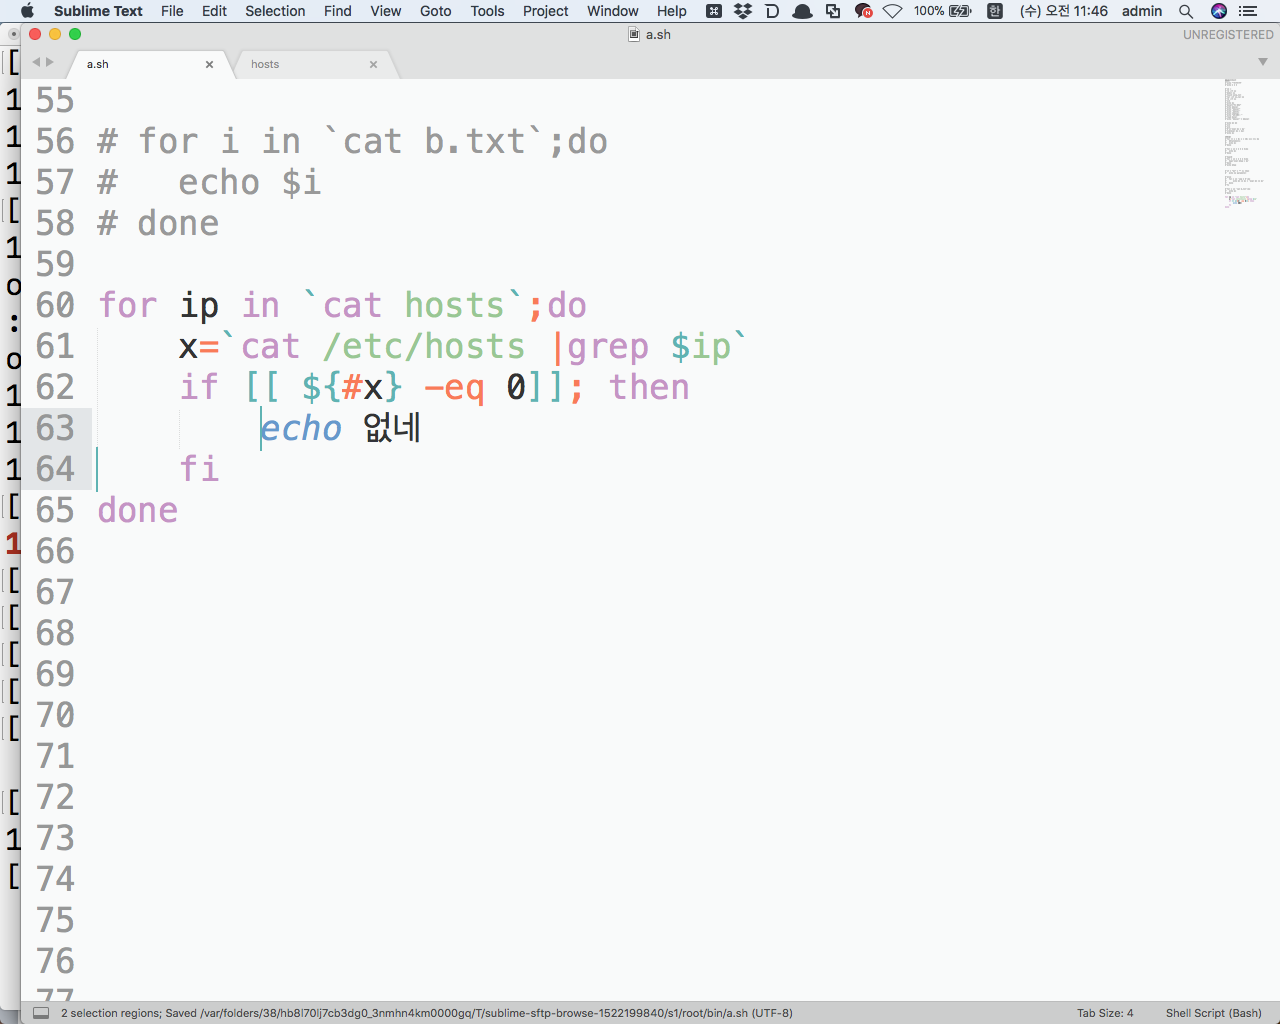 Sublime Text File Edit Selection Find View Goto Tools Project Window Help 100% 한 (수) 오전 11:46 admin
a.sh UNREGISTERED
a.sh hosts
55
56 # for i in `cat b.txt`;do
57 #   echo $i
58 # done
59
60 for ip in `cat hosts`;do
61     x=`cat /etc/hosts |grep $ip`
62     if [[ ${#x} -eq 0]]; then
63         echo 없네
64     fi
65 done
66
67
68
69
70
71
72
73
74
75
76
77
2 selection regions; Saved /var/folders/38/hb8l70lj7cb3dg0_3nmhn4km0000gq/T/sublime-sftp-browse-1522199840/s1/root/bin/a.sh (UTF-8) Tab Size: 4 Shell Script (Bash)